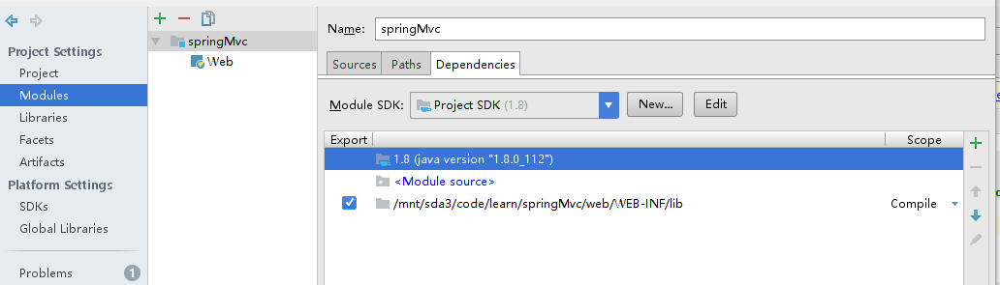 springMvc
Name: springMvc
Project Settings
Web
Project
Sources Paths Dependencies
Modules
Module SDK: Project SDK (1.8) New... Edit
Libraries
Facets
Export Scope
Artifacts
1.8 (java version "1.8.0_112")
Platform Settings
<Module source>
SDKs
/mnt/sda3/code/learn/springMvc/web/WEB-INF/lib Compile
Global Libraries
Problems 1